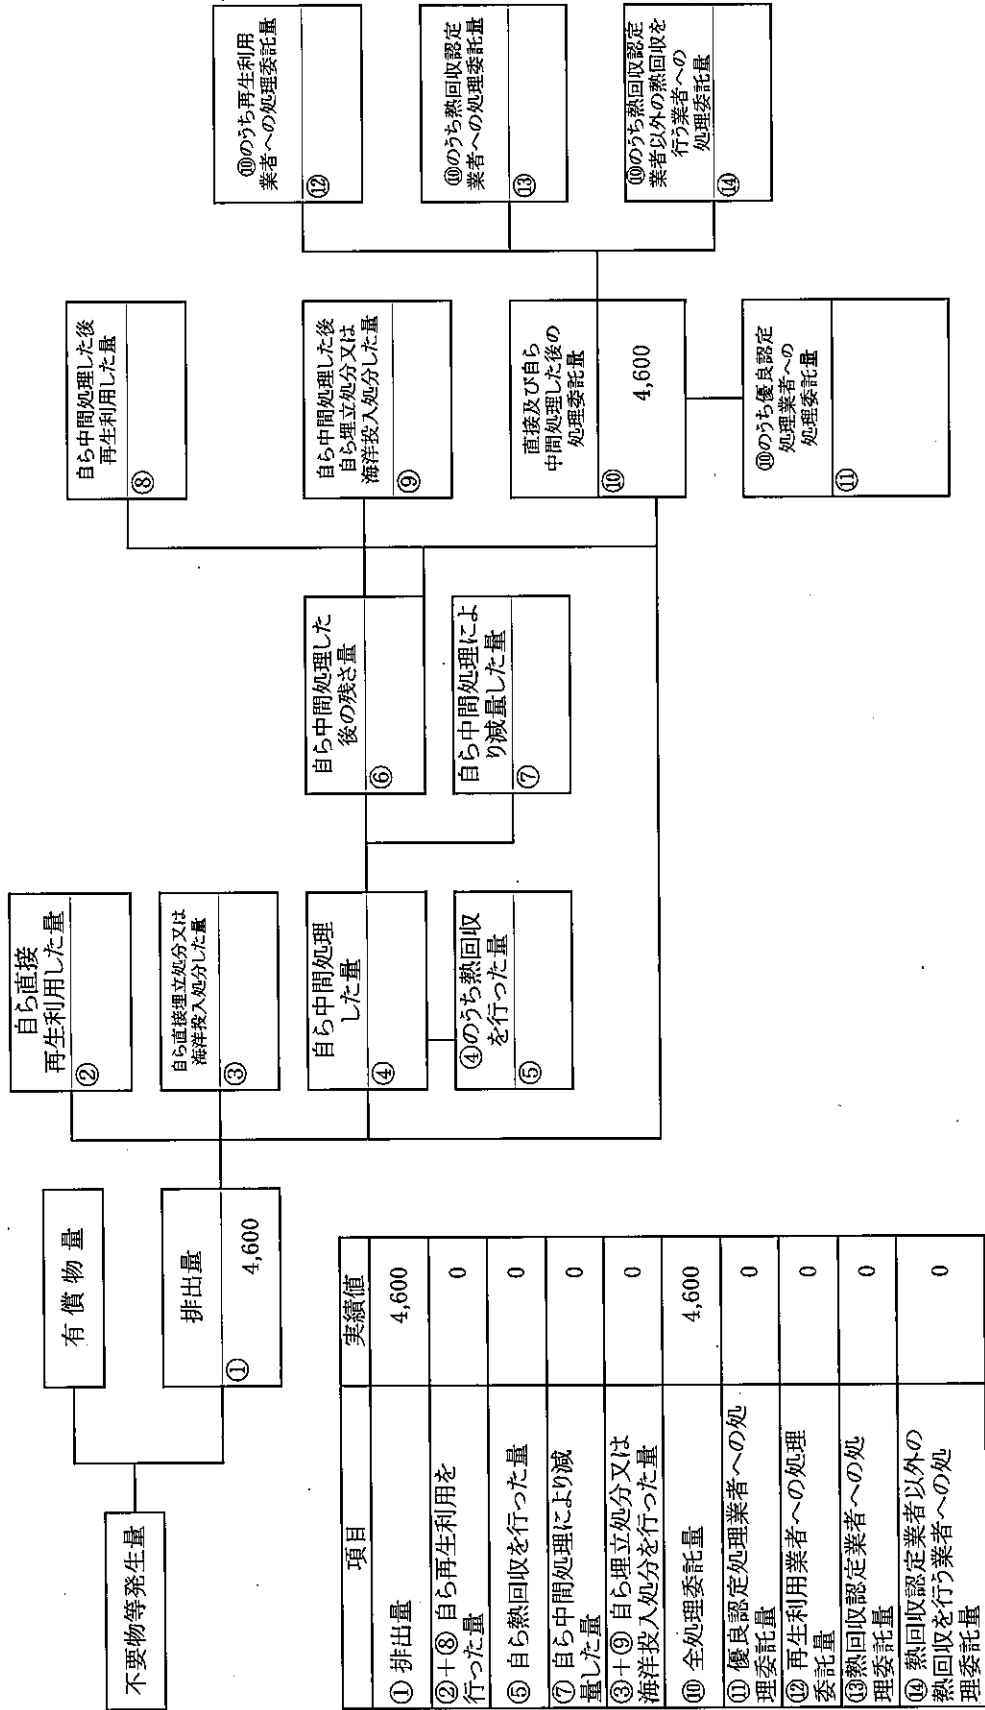 不要物等発生量
有償物量
排出量
①
4,600
自ら直接
再生利用した量
②
自ら直接埋立処分又は
海洋投入処分した量
③
自ら中間処理
した量
④
④のうち熱回収
を行った量
⑤
自ら中間処理した
後の残さ量
⑥
自ら中間処理によ
り減量した量
⑦
自ら中間処理した後
再生利用した量
⑧
自ら中間処理した後
自ら埋立処分又は
海洋投入処分した量
⑨
直接及び自ら
中間処理した後の
処理委託量
⑩
4,600
⑩のうち優良認定
処理業者への
処理委託量
⑪
⑩のうち再生利用
業者への処理委託量
⑫
⑩のうち熱回収認定
業者への処理委託量
⑬
⑩のうち熱回収認定
業者以外の熱回収を
行う業者への
処理委託量
⑭
項目 実績値
①排出量 4,600
②+⑧ 自ら再生利用を
行った量 0
⑤ 自ら熱回収を行った量 0
⑦ 自ら中間処理により減
量した量 0
③+⑨ 自ら埋立処分又は
海洋投入処分を行った量 0
⑩ 全処理委託量 4,600
⑪ 優良認定処理業者への処
理委託量 0
⑫ 再生利用業者への処理
委託量 0
⑬熱回収認定業者への処
理委託量 0
⑭ 熱回収認定業者以外の
熱回収を行う業者への処
理委託量 0